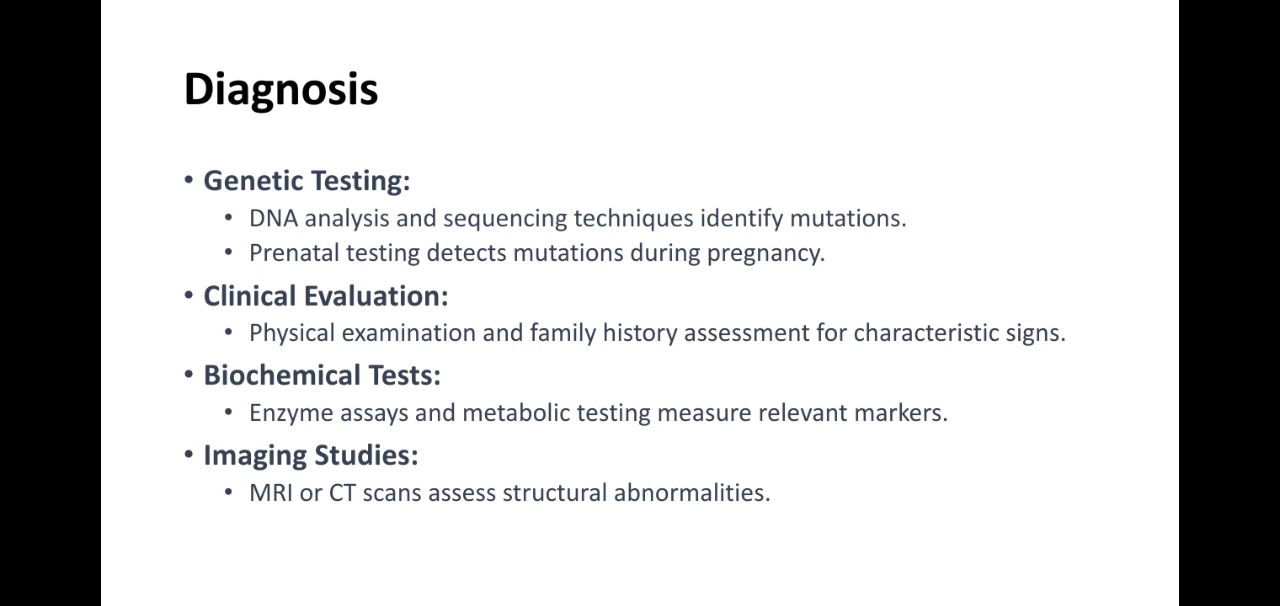 Diagnosis
• Genetic Testing:
• DNA analysis and sequencing techniques identify mutations.
• Prenatal testing detects mutations during pregnancy.
• Clinical Evaluation:
• Physical examination and family history assessment for characteristic signs.
• Biochemical Tests:
• Enzyme assays and metabolic testing measure relevant markers.
• Imaging Studies:
• MRI or CT scans assess structural abnormalities.